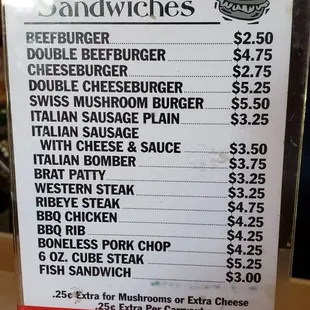 Sandwiches
BEEFBURGER $2.50
DOUBLE BEEFBURGER $4.75
CHEESEBURGER $2.75
DOUBLE CHEESEBURGER $5.25
SWISS MUSHROOM BURGER $5.50
ITALIAN SAUSAGE PLAIN $3.25
ITALIAN SAUSAGE
WITH CHEESE & SAUCE $3.50
ITALIAN BOMBER $3.75
BRAT PATTY $3.25
WESTERN STEAK $3.25
RIBEYE STEAK $4.75
BBQ CHICKEN $4.25
BBQ RIB $4.25
BONELESS PORK CHOP $4.25
6 OZ. CUBE STEAK $5.25
FISH SANDWICH $3.00
.25¢ Extra for Mushrooms or Extra Cheese
.25¢ Extra Per Carryout